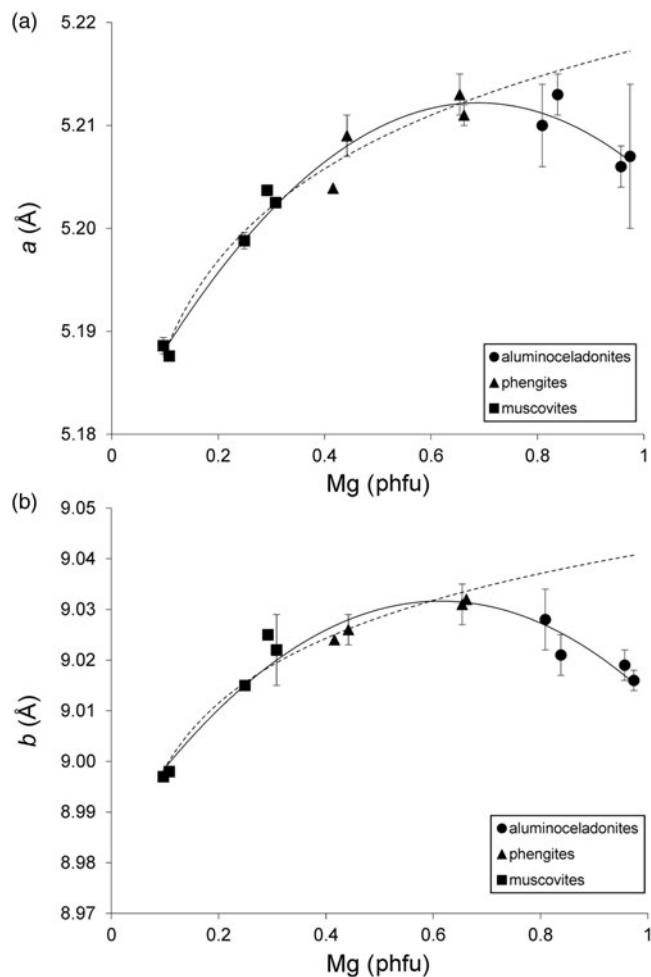 (a)
5.22
5.21
5.20
5.19
5.18
a (Å)
0 0.2 0.4 0.6 0.8 1
Mg (phfu)
aluminoceladonites
phengites
muscovites
(b)
9.05
9.04
9.03
9.02
9.01
9.00
8.99
8.98
8.97
b (Å)
0 0.2 0.4 0.6 0.8 1
Mg (phfu)
aluminoceladonites
phengites
muscovites